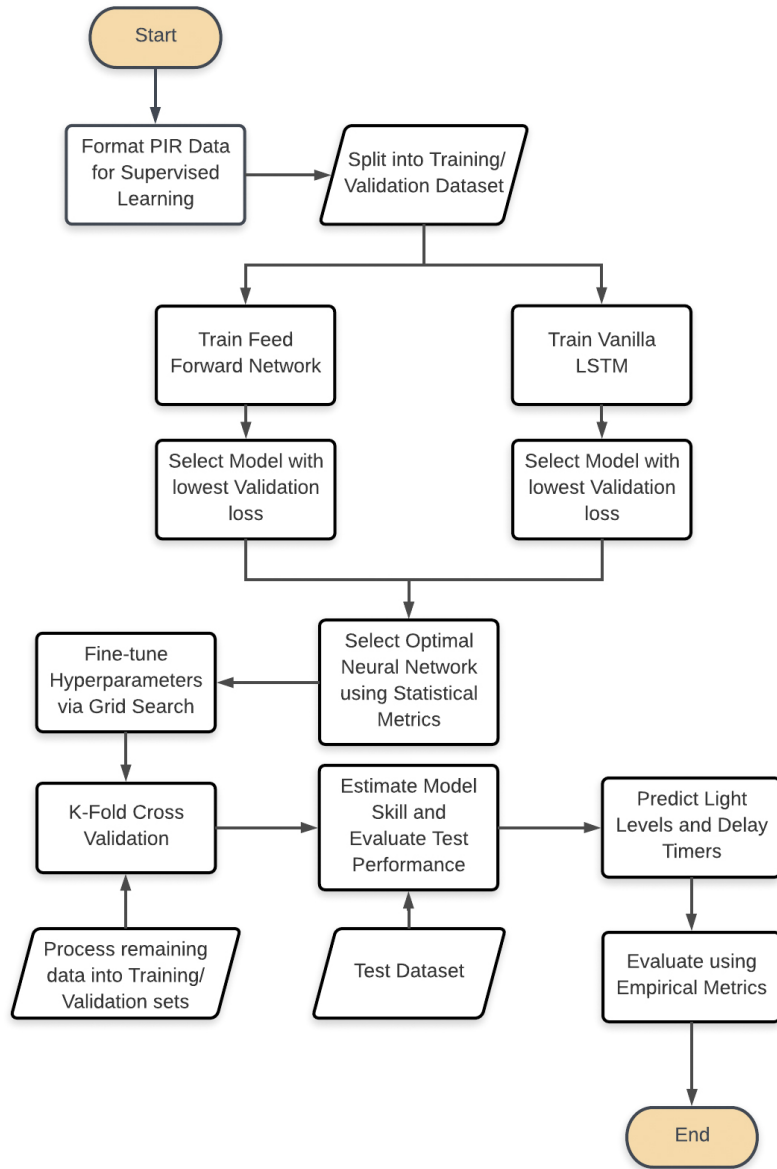 Start
Format PIR Data
for Supervised
Learning
Split into Training/
Validation Dataset
Train Feed
Forward Network
Train Vanilla
LSTM
Select Model with
lowest Validation
loss
Select Model with
lowest Validation
loss
Select Optimal
Neural Network
using Statistical
Metrics
Fine-tune
Hyperparameters
via Grid Search
K-Fold Cross
Validation
Estimate Model
Skill and
Evaluate Test
Performance
Predict Light
Levels and Delay
Timers
Process remaining
data into Training/
Validation sets
Test Dataset
Evaluate using
Empirical Metrics
End